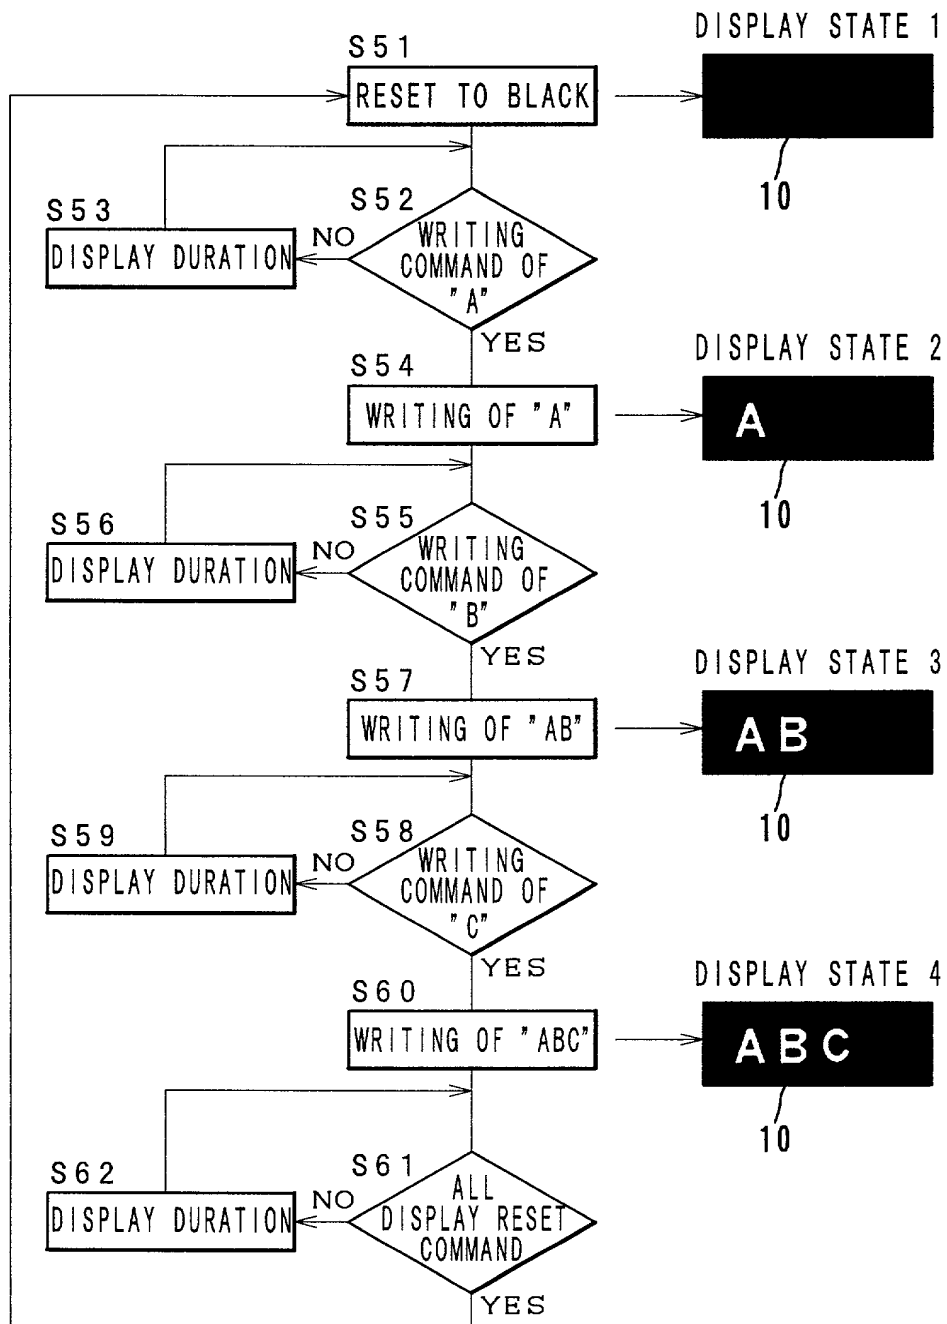 DISPLAY STATE 1
S51
RESET TO BLACK
10
S53
DISPLAY DURATION
NO
S52
WRITING
COMMAND OF
"A"
YES
DISPLAY STATE 2
S54
WRITING OF "A"
A
10
S56
DISPLAY DURATION
NO
S55
WRITING
COMMAND OF
"B"
YES
DISPLAY STATE 3
S57
WRITING OF "AB"
AB
10
S59
DISPLAY DURATION
NO
S58
WRITING
COMMAND OF
"C"
YES
DISPLAY STATE 4
S60
WRITING OF "ABC"
ABC
10
S62
DISPLAY DURATION
NO
S61
ALL
DISPLAY RESET
COMMAND
YES